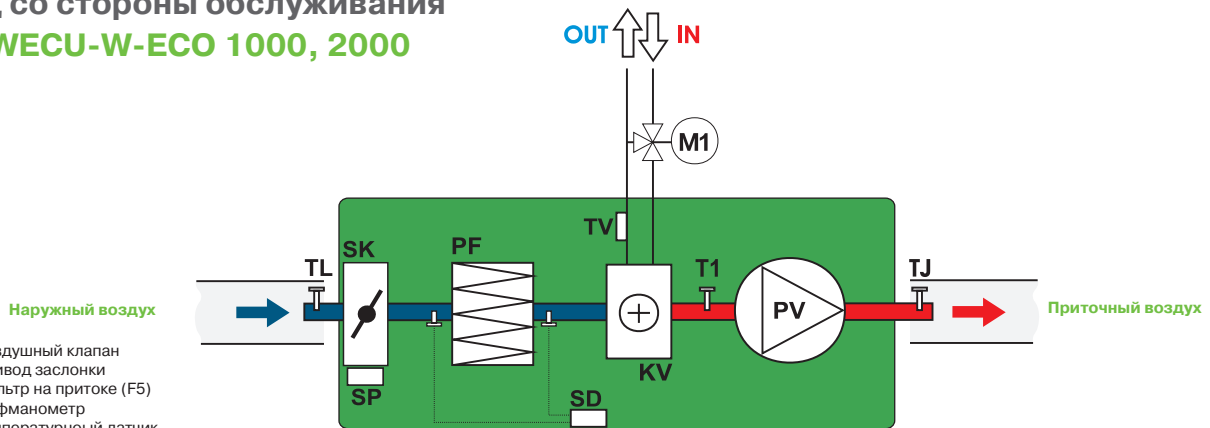 со стороны обслуживания
WECU-W-ECO 1000, 2000
OUT IN
M1
TV
SK PF
TL T1 TJ
Наружный воздух
PV
Приточный воздух
KV
SP SD
душный клапан
ивод заслонки
льтр на притоке (F5)
фманометр